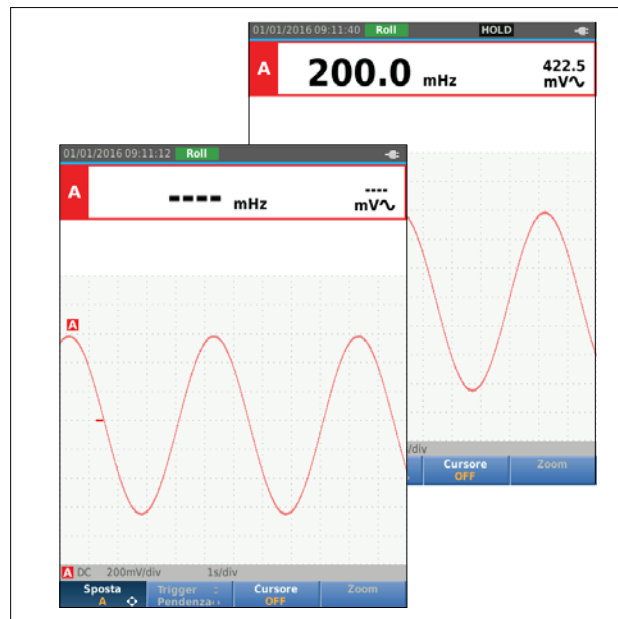 01/01/2016 09:11:40 Roll HOLD
A 200.0 mHz 422.5 mV∿
/div
Cursore OFF Zoom
01/01/2016 09:11:12 Roll
A ---- mHz ---- mV∿
A
A DC 200mV/div 1s/div
Sposta Trigger Cursore Zoom
A Pendenza OFF